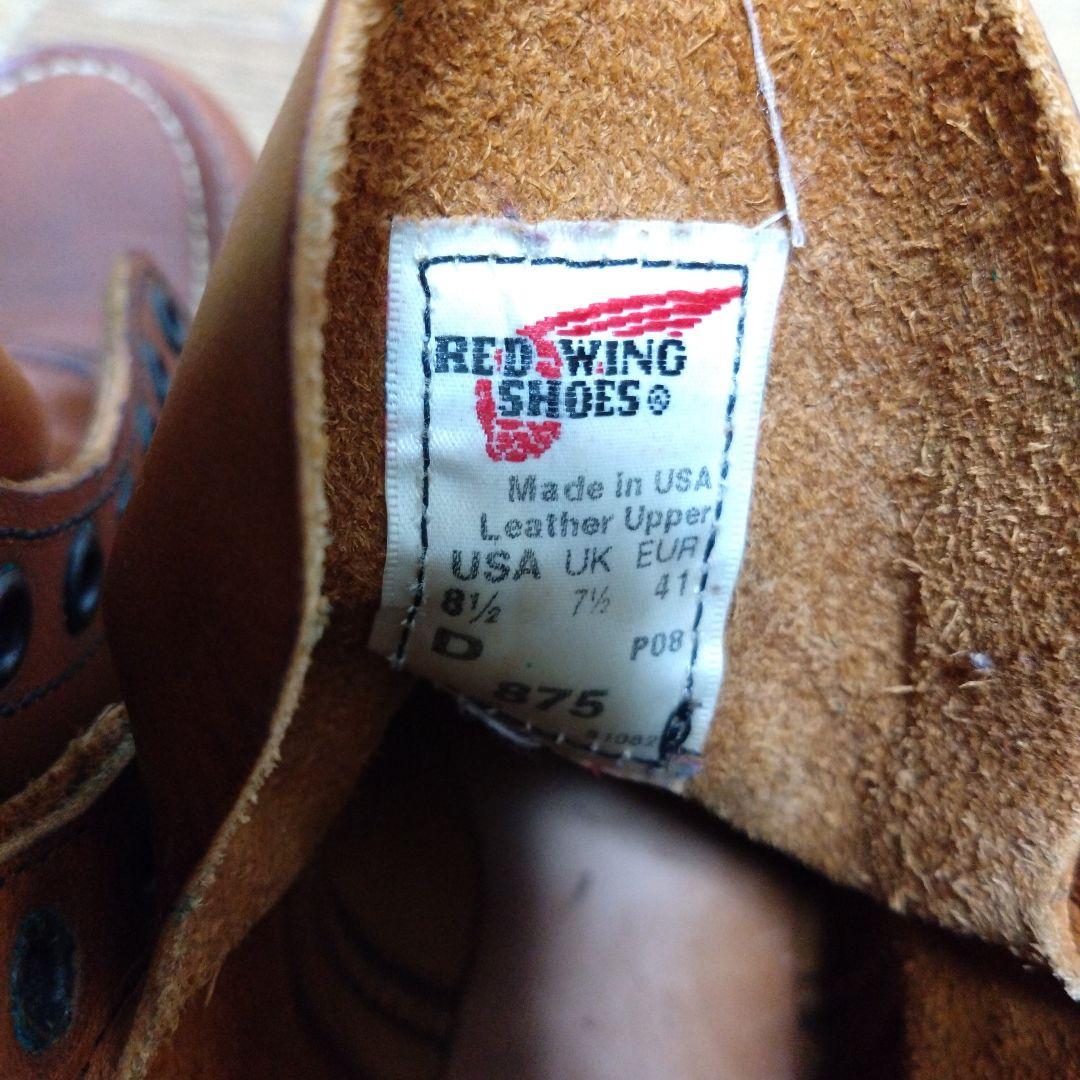 RED WING
SHOES®
Made in USA
Leather Upper
USA UK EUR
8½ 7½ 41
D P08
875